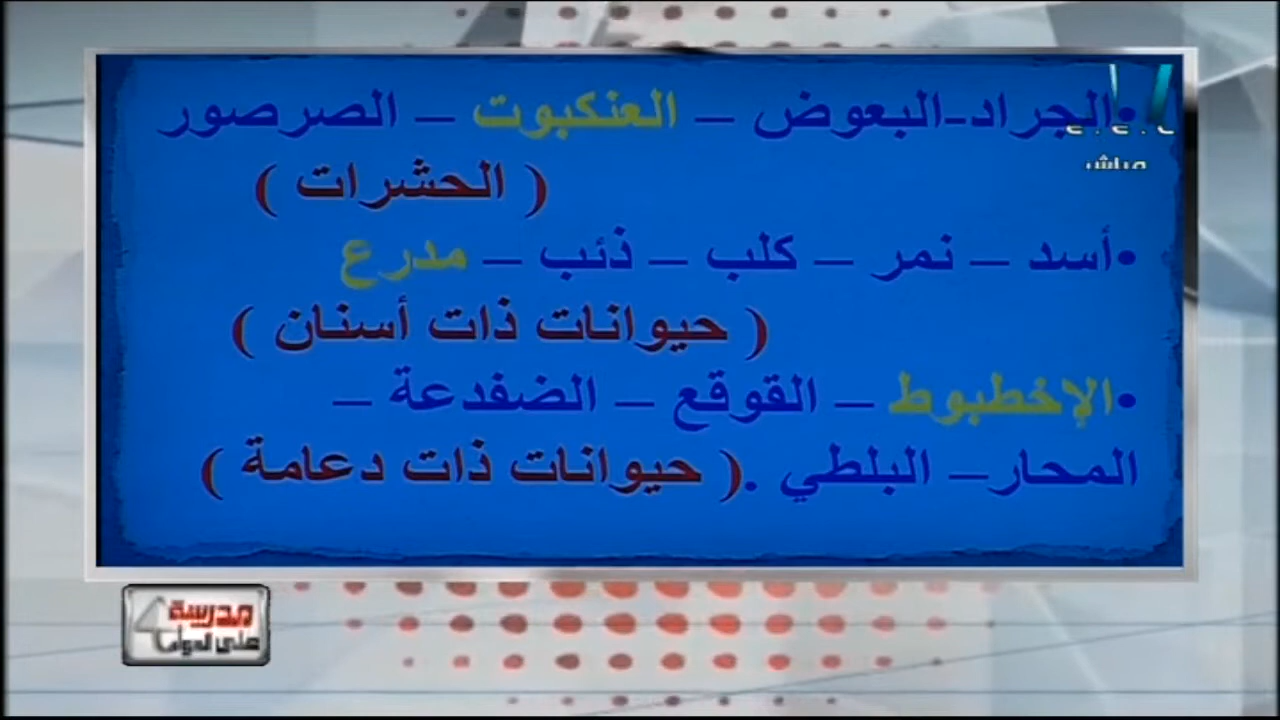 •الجراد-البعوض – العنكبوت – الصرصور
( الحشرات )
مباشر
•أسد – نمر – كلب – ذئب – مدرع
( حيوانات ذات أسنان )
•الإخطبوط – القوقع – الضفدعة –
المحار– البلطي .( حيوانات ذات دعامة )
مدرسة
على الهواء